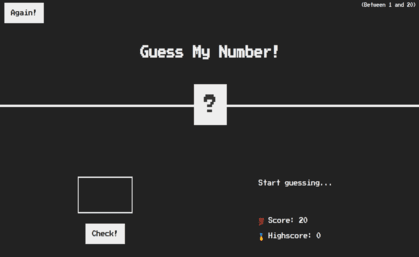 Again!
(Between 1 and 20)
Guess My Number!
?
Start guessing...
Check!
💯 Score: 20
🥇 Highscore: 0